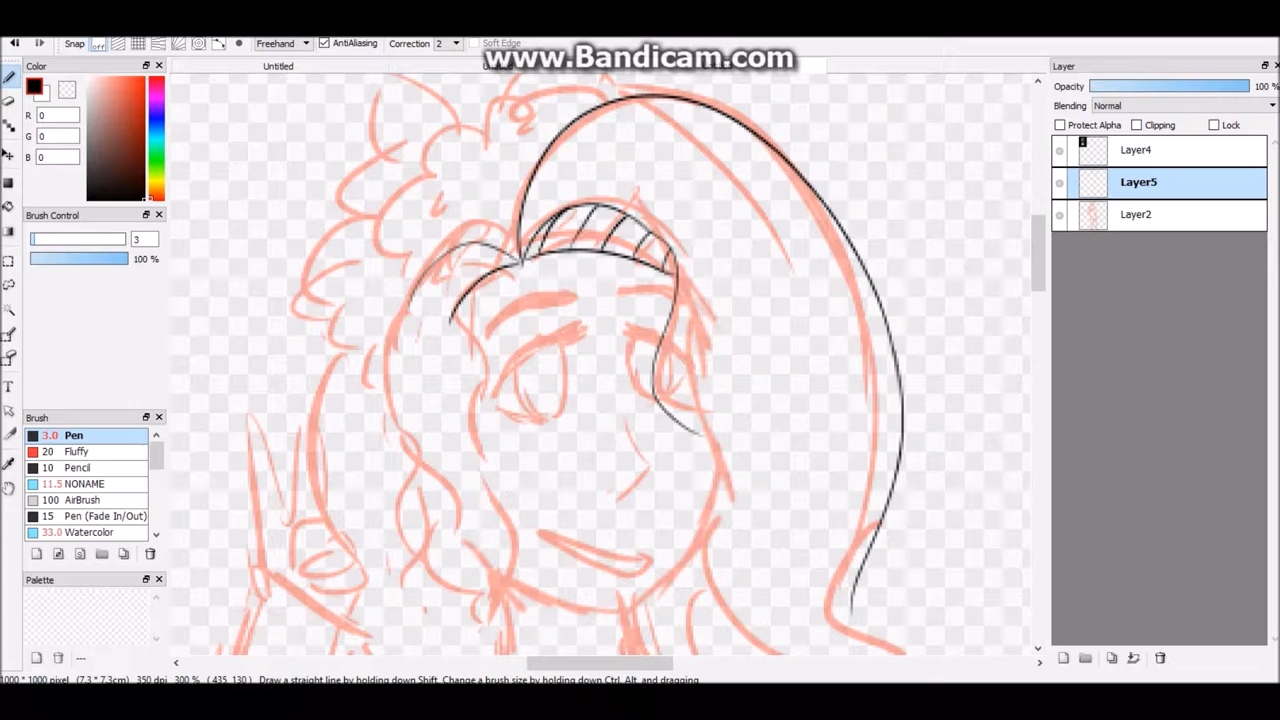 www.Bandicam.com
Snap off Freehand AntiAliasing Correction 2 Soft Edge
Untitled
Color
R 0
G 0
B 0
Brush Control
3
100 %
Brush
3.0 Pen
20 Fluffy
10 Pencil
11.5 NONAME
100 AirBrush
15 Pen (Fade In/Out)
33.0 Watercolor
Palette
Layer
Opacity 100 %
Blending Normal
Protect Alpha Clipping Lock
Layer4
Layer5
Layer2
T
1000 * 1000 pixel (7.3 * 7.3cm) 350 dpi 300 % ( 435, 130) Draw a straight line by holding down Shift. Change a brush size by holding down Ctrl, Alt, and dragging